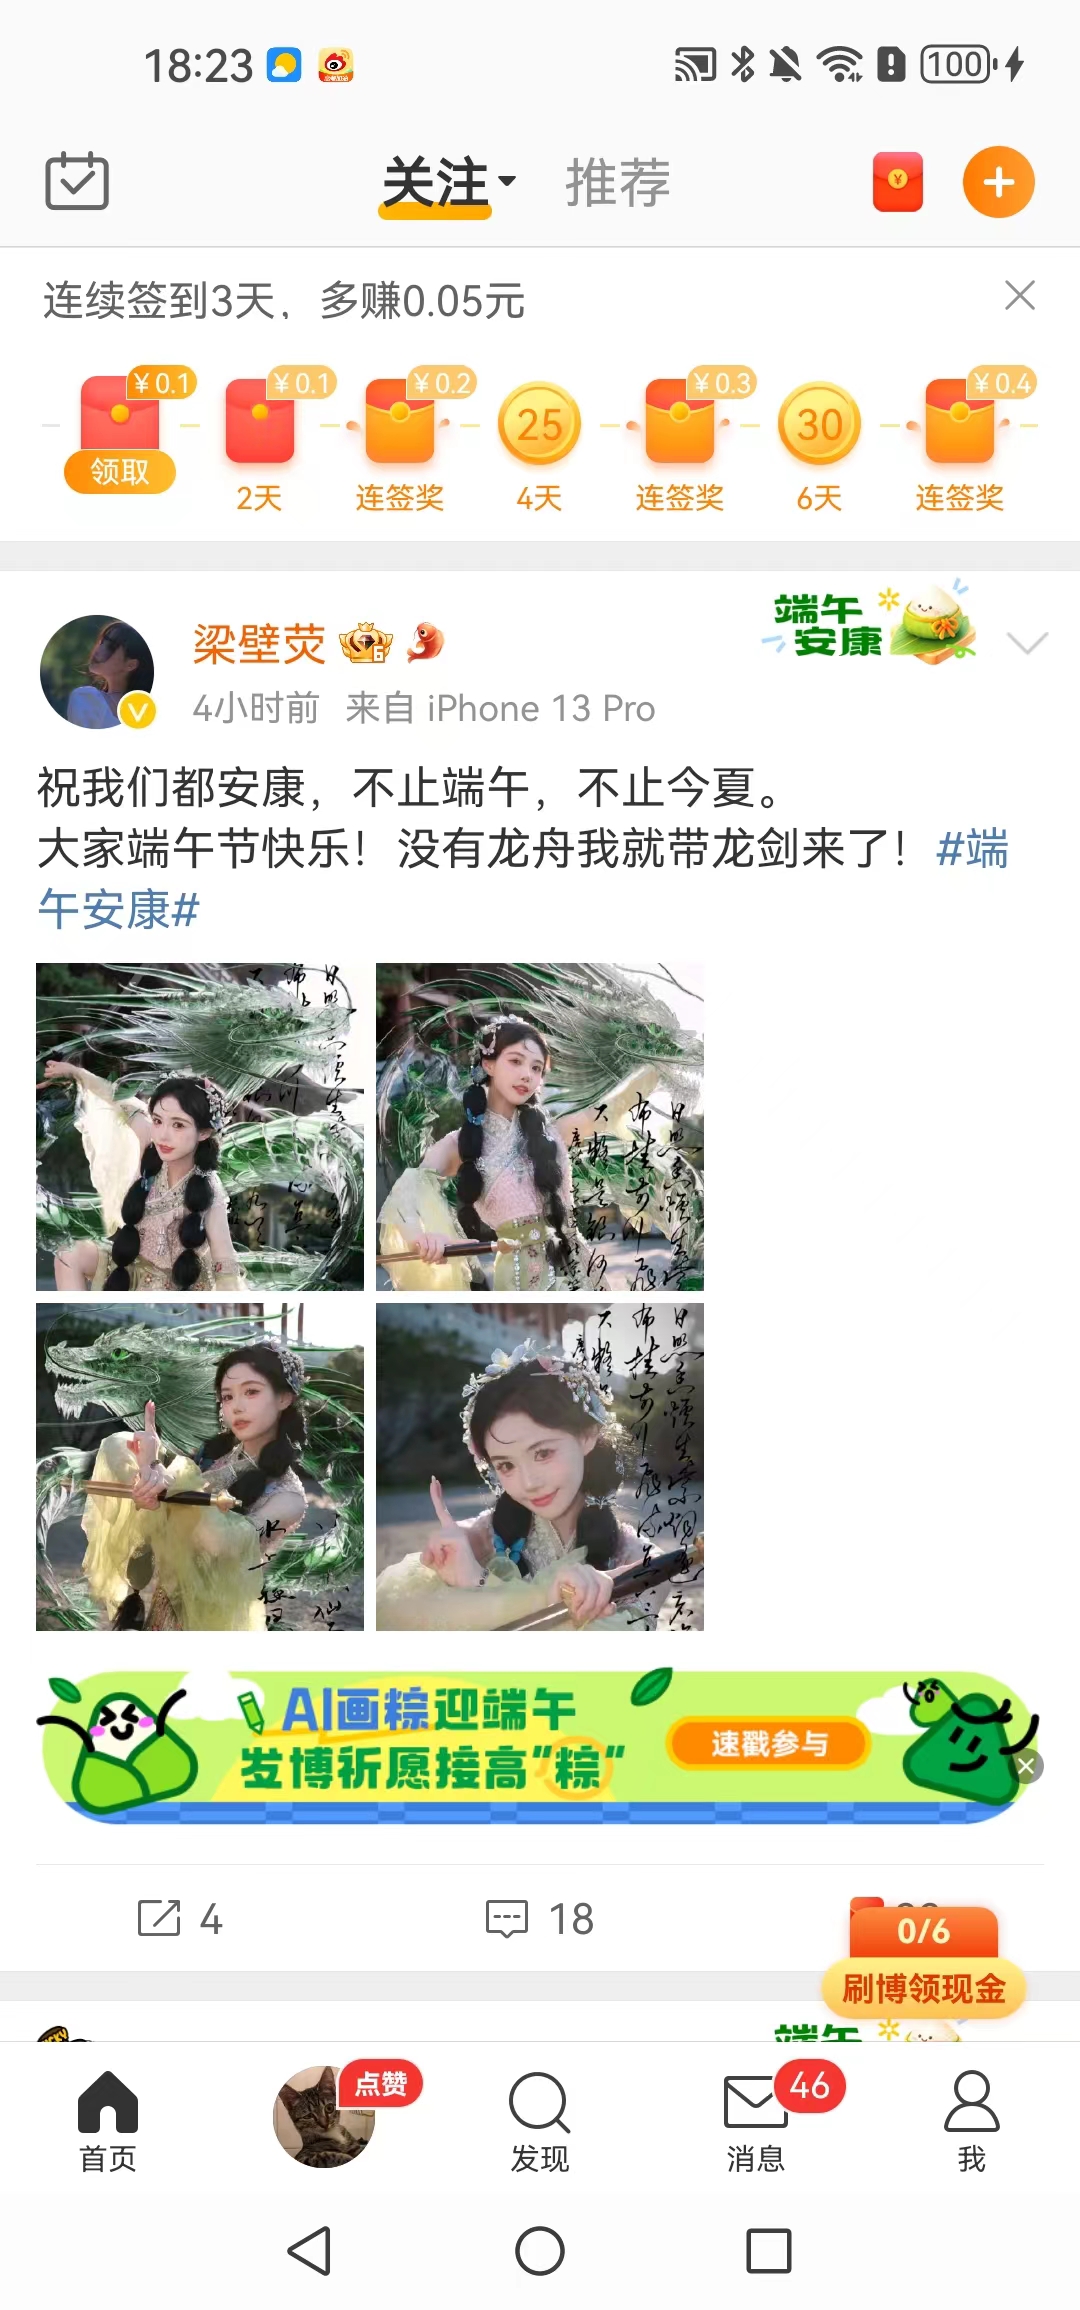 18:23
100
关注
推荐
连续签到3天，多赚0.05元
¥0.1
¥0.1
¥0.2
25
¥0.3
30
¥0.4
领取
2天
连签奖
4天
连签奖
6天
连签奖
梁壁荧
端午
安康
4小时前 来自 iPhone 13 Pro
祝我们都安康，不止端午，不止今夏。
大家端午节快乐！没有龙舟我就带龙剑来了！#端
午安康#
AI画粽迎端午
发博祈愿接高"粽"
速戳参与
4
18
0/6
刷博领现金
端午
点赞
46
首页
发现
消息
我